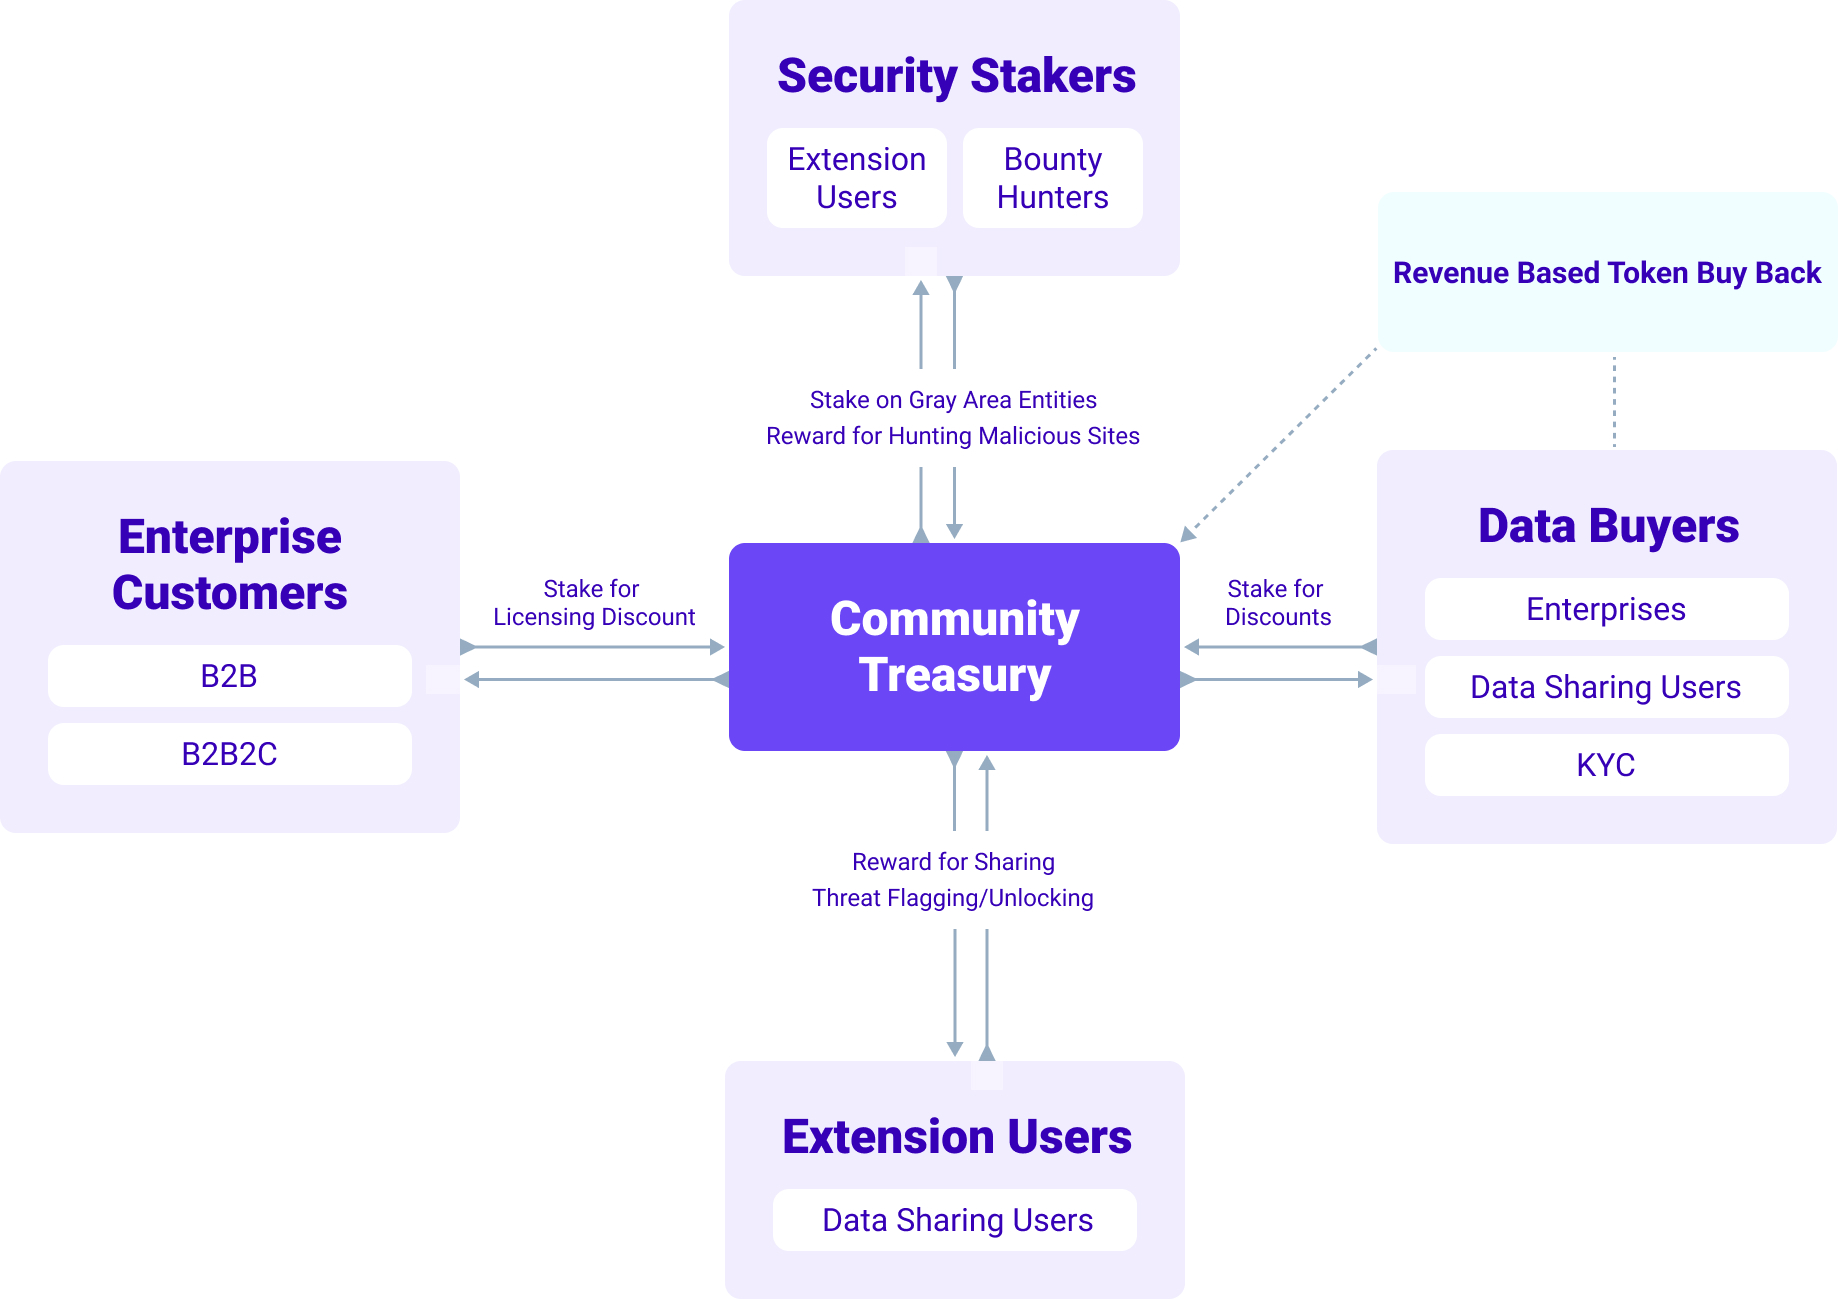 Security Stakers
Extension
Users
Bounty
Hunters
Revenue Based Token Buy Back
Stake on Gray Area Entities
Reward for Hunting Malicious Sites
Enterprise
Customers
B2B
B2B2C
Stake for
Licensing Discount
Community
Treasury
Stake for
Discounts
Data Buyers
Enterprises
Data Sharing Users
KYC
Reward for Sharing
Threat Flagging/Unlocking
Extension Users
Data Sharing Users